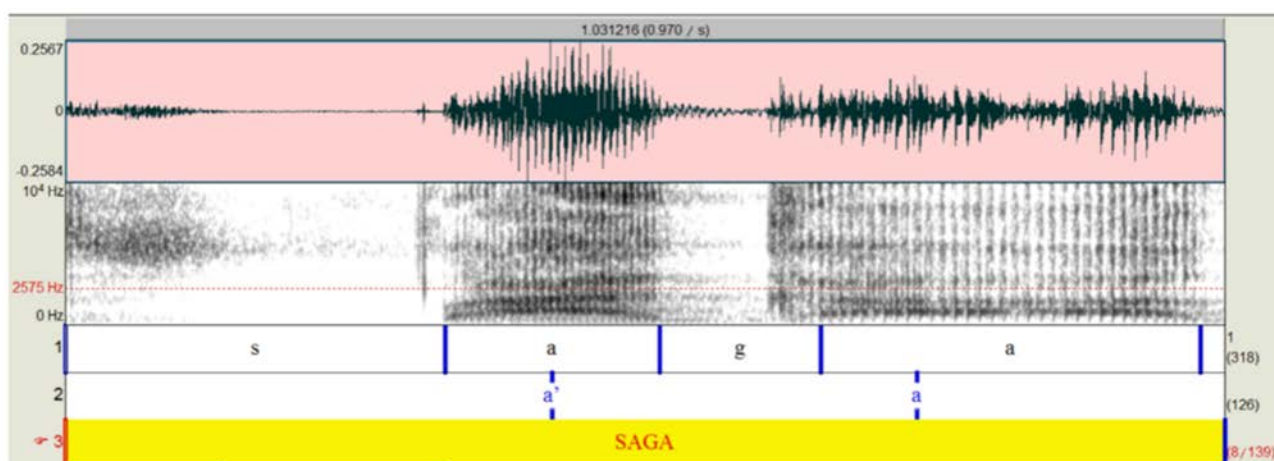 1.031216 (0.970 / s)
0.2567
0
-0.2584
10⁴ Hz
2575 Hz
0 Hz
1 s a g a 1
(318)
2 a’ a (126)
☞ 3 SAGA (8/139)